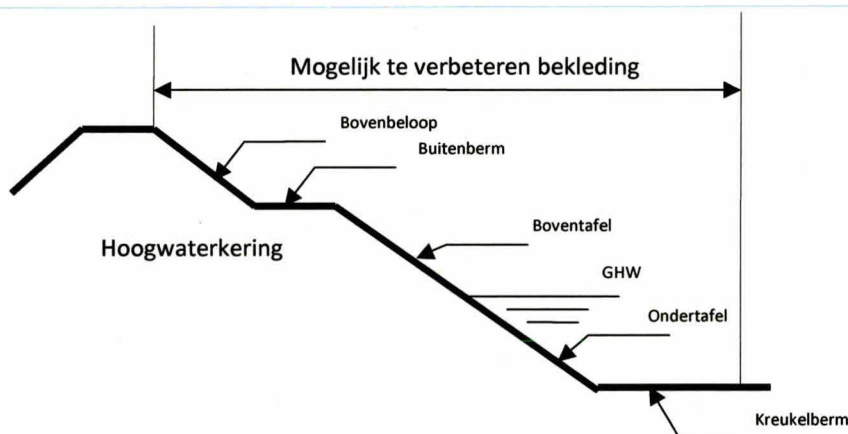 Mogelijk te verbeteren bekleding
Bovenbeloop
Buitenberm
Hoogwaterkering
Boventafel
GHW
Ondertafel
Kreukelberm